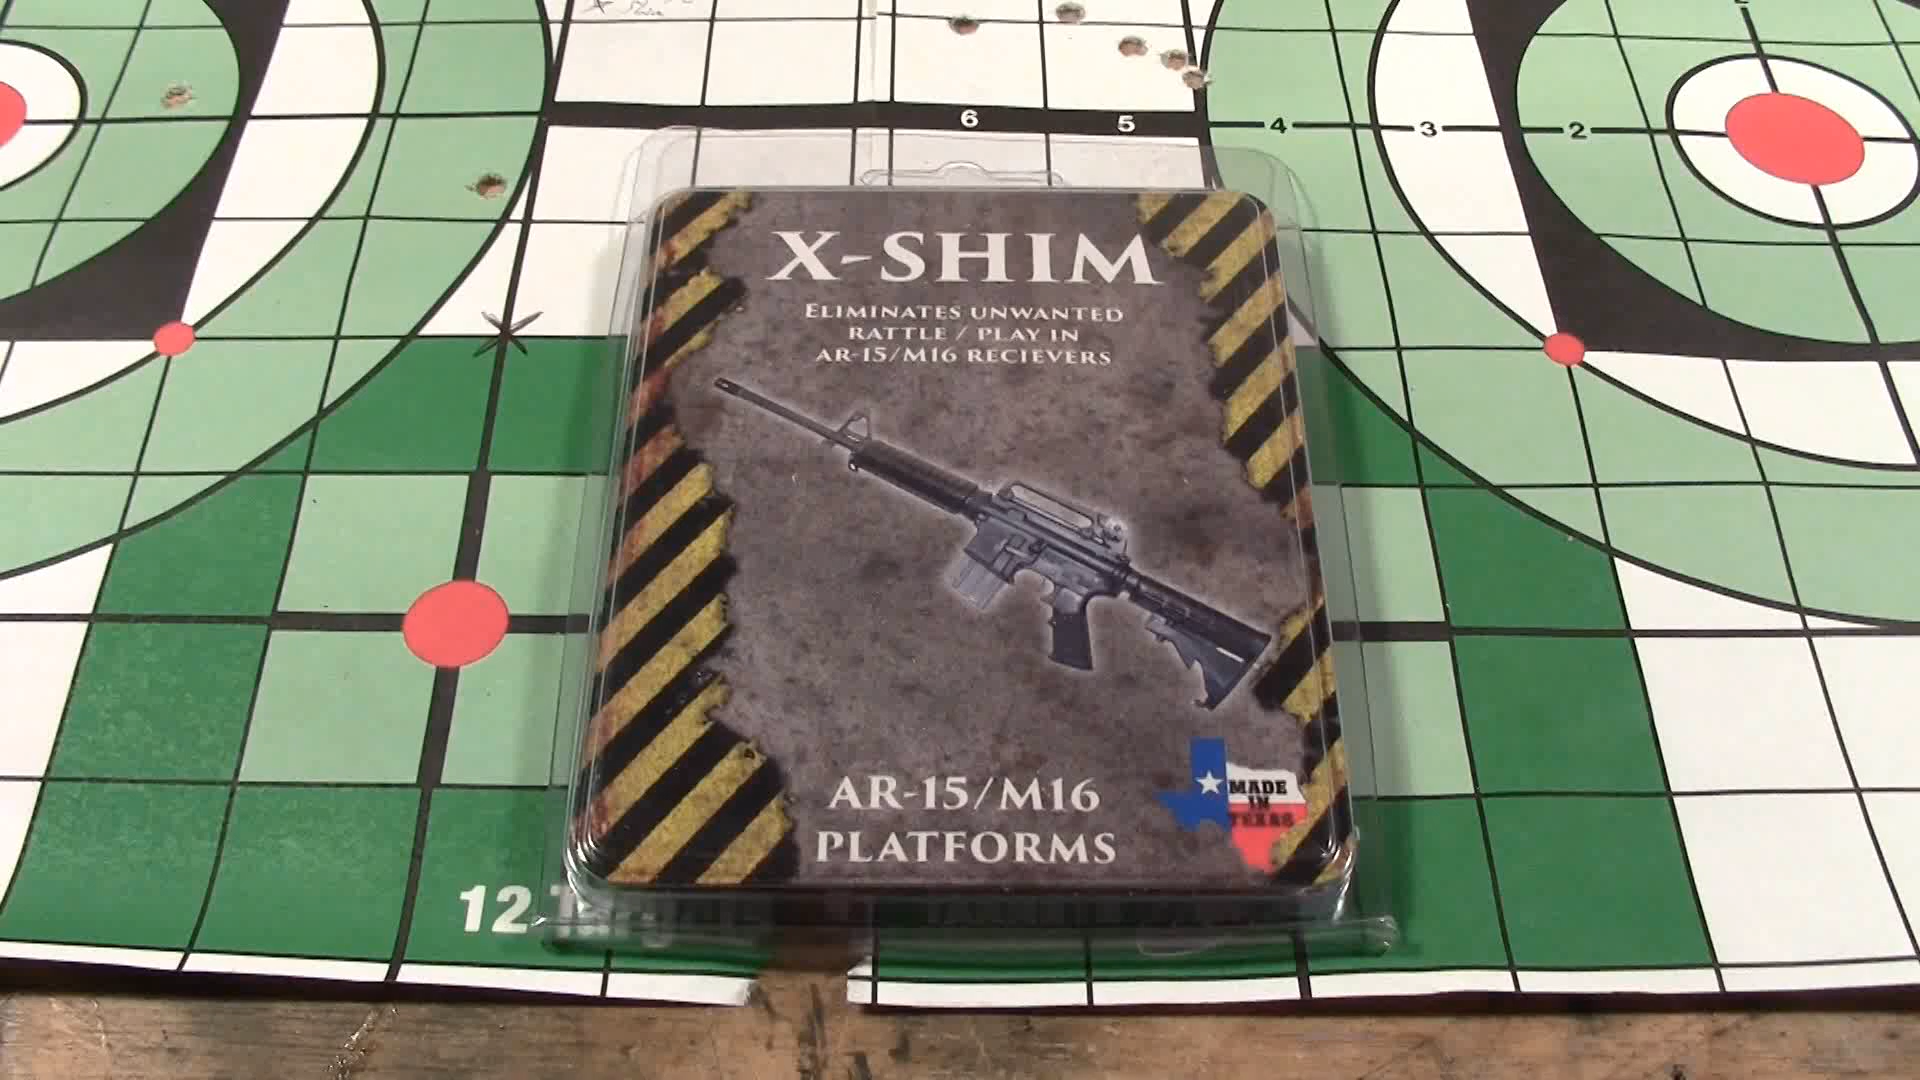 6 5 4 3 2
X-SHIM
ELIMINATES UNWANTED
RATTLE / PLAY IN
AR-15/M16 RECIEVERS
AR-15/M16
PLATFORMS
MADE
IN
TEXAS
12